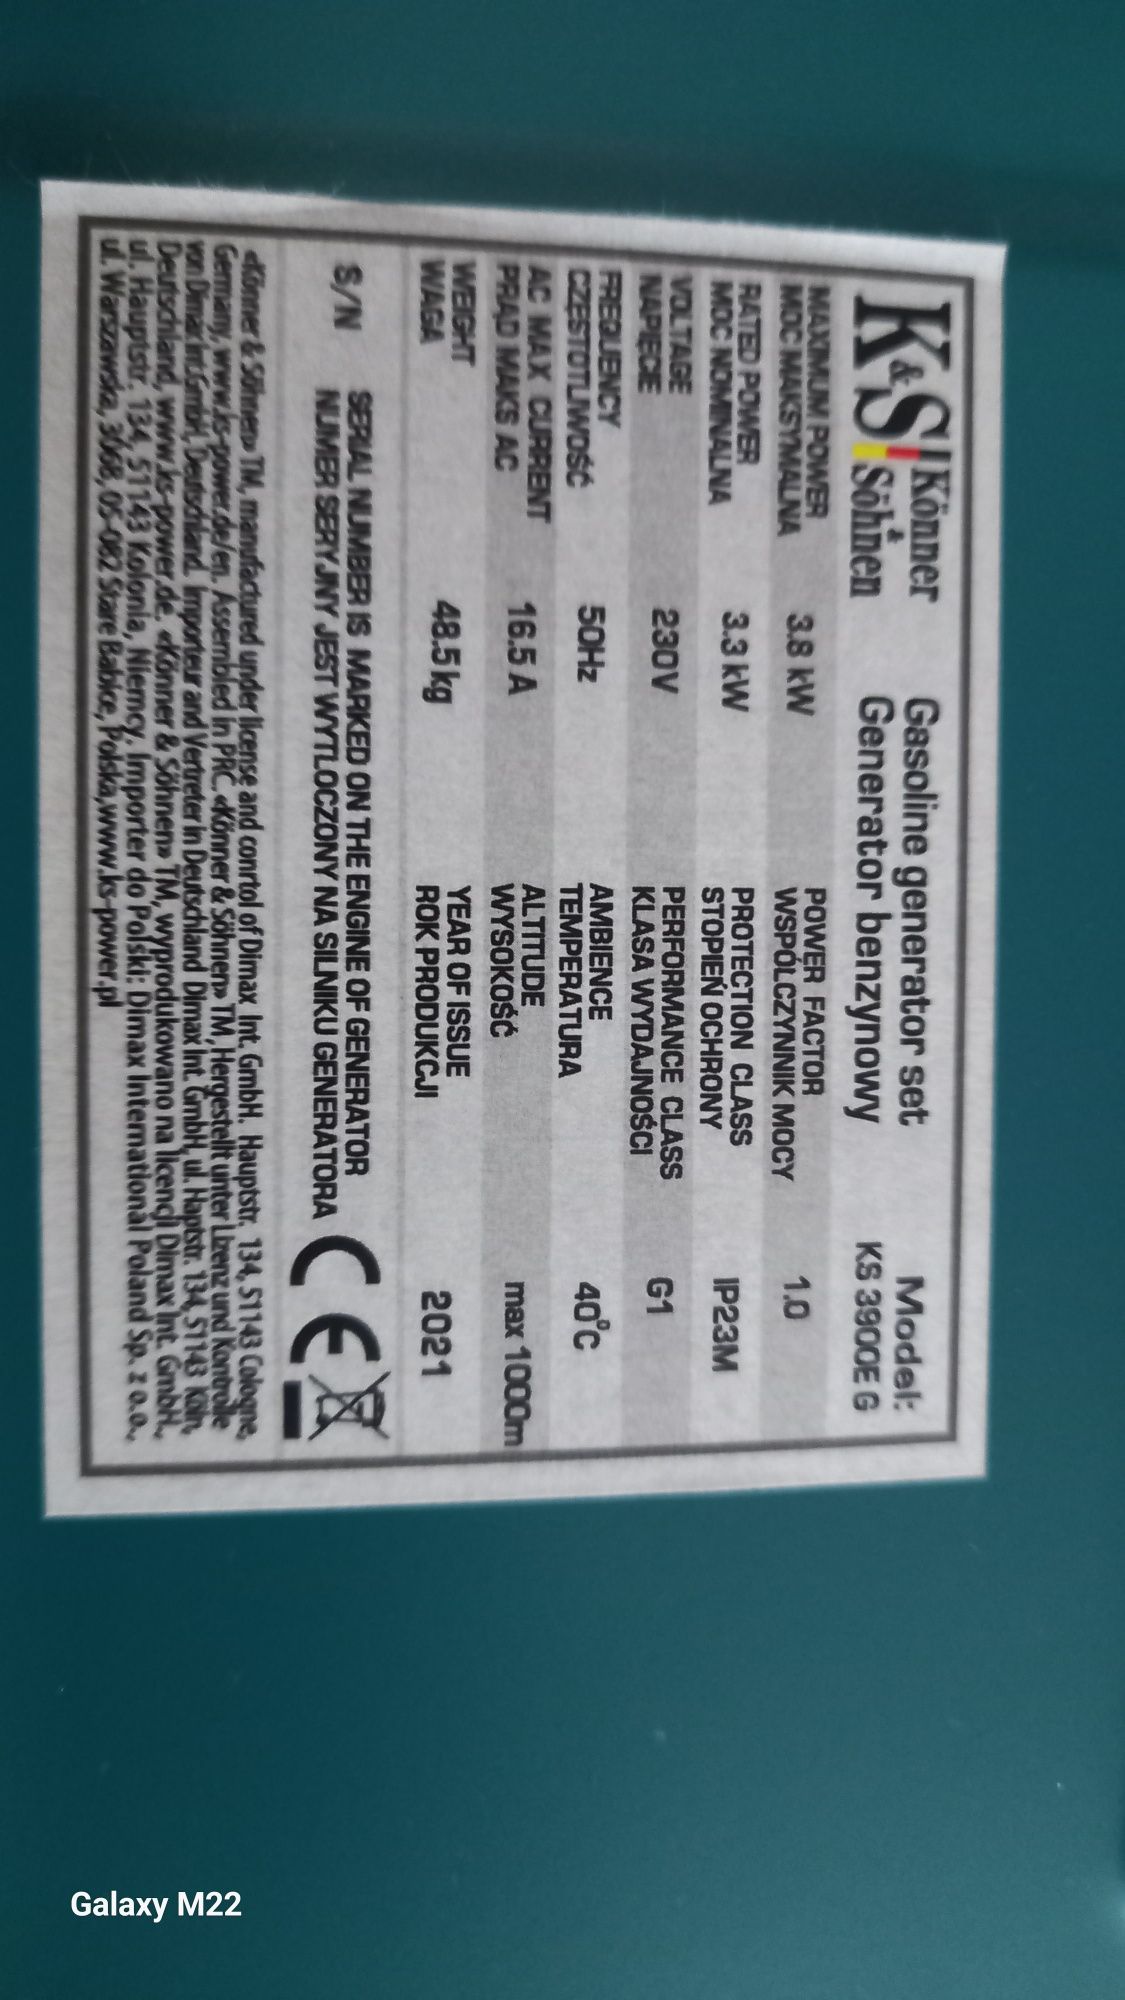 K&S Könner & Söhnen
Gasoline generator set
Generator benzynowy
Model:
KS 3900E G
MAXIMUM POWER
MOC MAKSYMALNA
3.8 kW
POWER FACTOR
WSPÓŁCZYNNIK MOCY
1.0
RATED POWER
MOC NOMINALNA
3.3 kW
PROTECTION CLASS
STOPIEŃ OCHRONY
IP23M
VOLTAGE
NAPIĘCIE
230V
PERFORMANCE CLASS
KLASA WYDAJNOŚCI
G1
FREQUENCY
CZĘSTOTLIWOŚĆ
50Hz
AMBIENCE
TEMPERATURA
40°C
AC MAX CURRENT
PRĄD MAKS AC
16.5 A
ALTITUDE
WYSOKOŚĆ
max 1000m
WEIGHT
WAGA
48.5 kg
YEAR OF ISSUE
ROK PRODUKCJI
2021
S/N
SERIAL NUMBER IS MARKED ON THE ENGINE OF GENERATOR
NUMER SERYJNY JEST WYTLOCZONY NA SILNIKU GENERATORA
CE
«Könner & Söhnen» TM, manufactured under license and conrtol of Dimax Int. GmbH. Hauptstr. 134, 51143 Cologne,
Germany, www.ks-power.de/en. Assembled in PRC. «Könner & Söhnen» TM, Hergestellt unter Lizenz und Kontrolle
von Dimax Int. GmbH, Deutschland. Importeur and Vertreter in Deutschland Dimax Int. GmbH, ul. Haptstr. 134, 51143 Köln,
Deutschland, www.ks-power.de. «Könner & Söhnen» TM, wyprodukowano na licencj Dimax Int. GmbH.,
ul. Hauptstr. 134, 51143 Kolonia, Niemcy. Importer do Polski: Dimax International Poland Sp. z o.o.,
ul. Warszawska, 306B, 05-082 Stare Babice, Polska, www.ks-power.pl
Galaxy M22